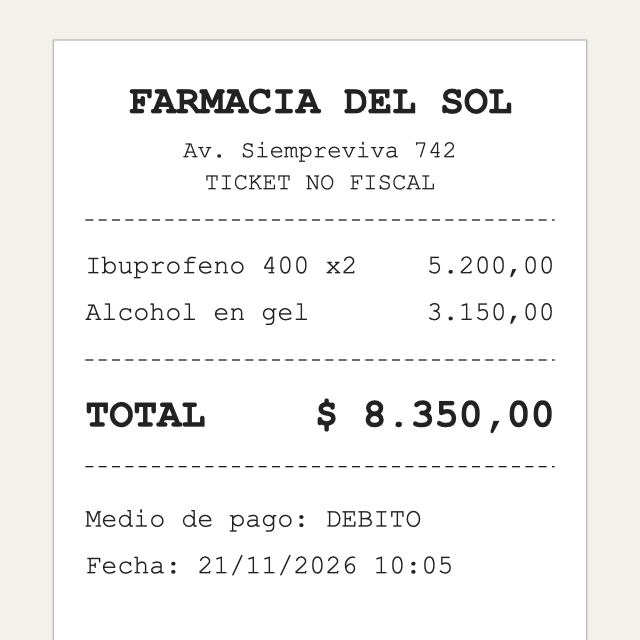 FARMACIA DEL SOL
Av. Siempreviva 742
TICKET NO FISCAL
Ibuprofeno 400 x2 5.200,00
Alcohol en gel 3.150,00
TOTAL $ 8.350,00
Medio de pago: DEBITO
Fecha: 21/11/2026 10:05